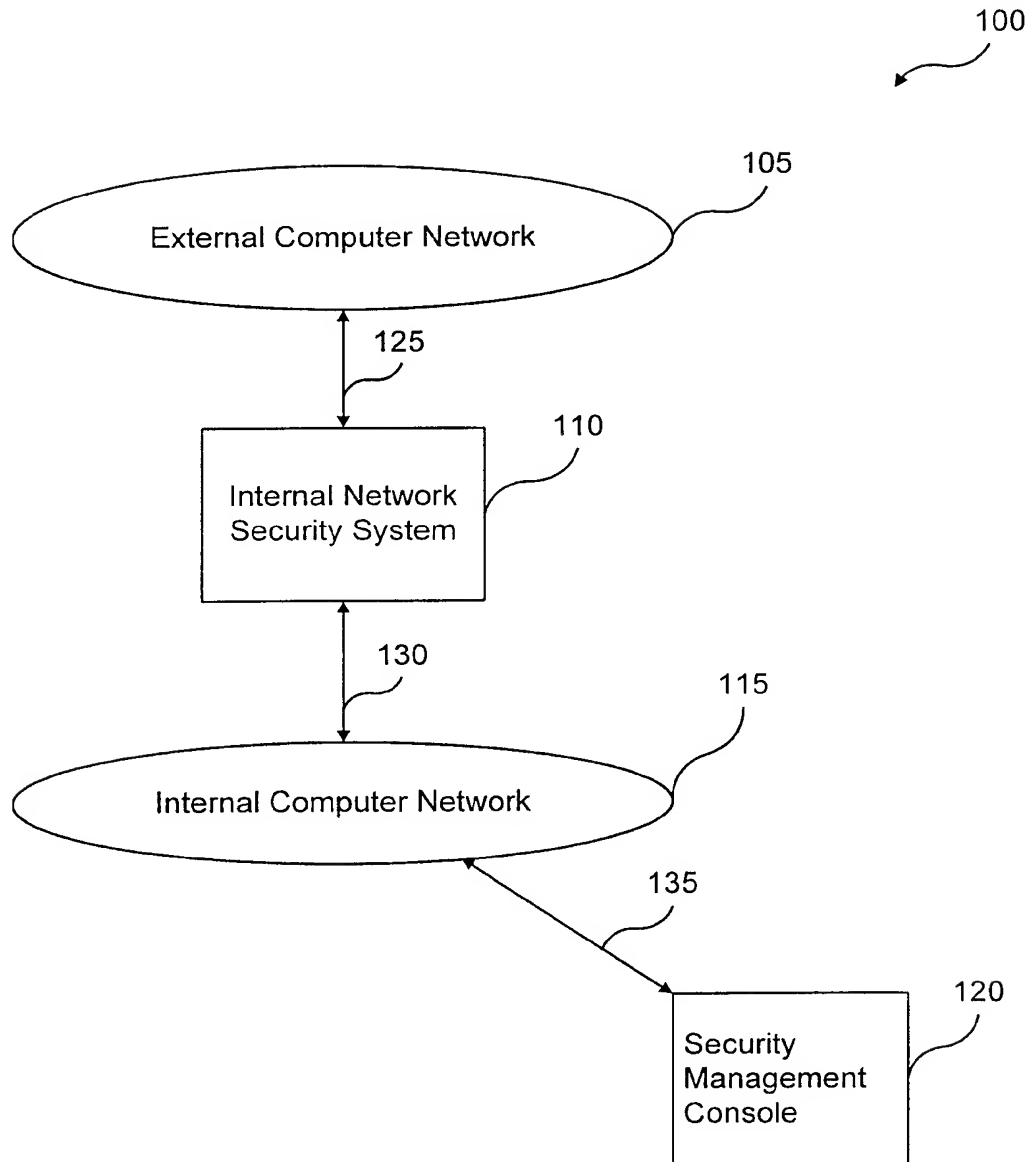 100
105
External Computer Network
125
110
Internal Network
Security System
130
115
Internal Computer Network
135
120
Security
Management
Console